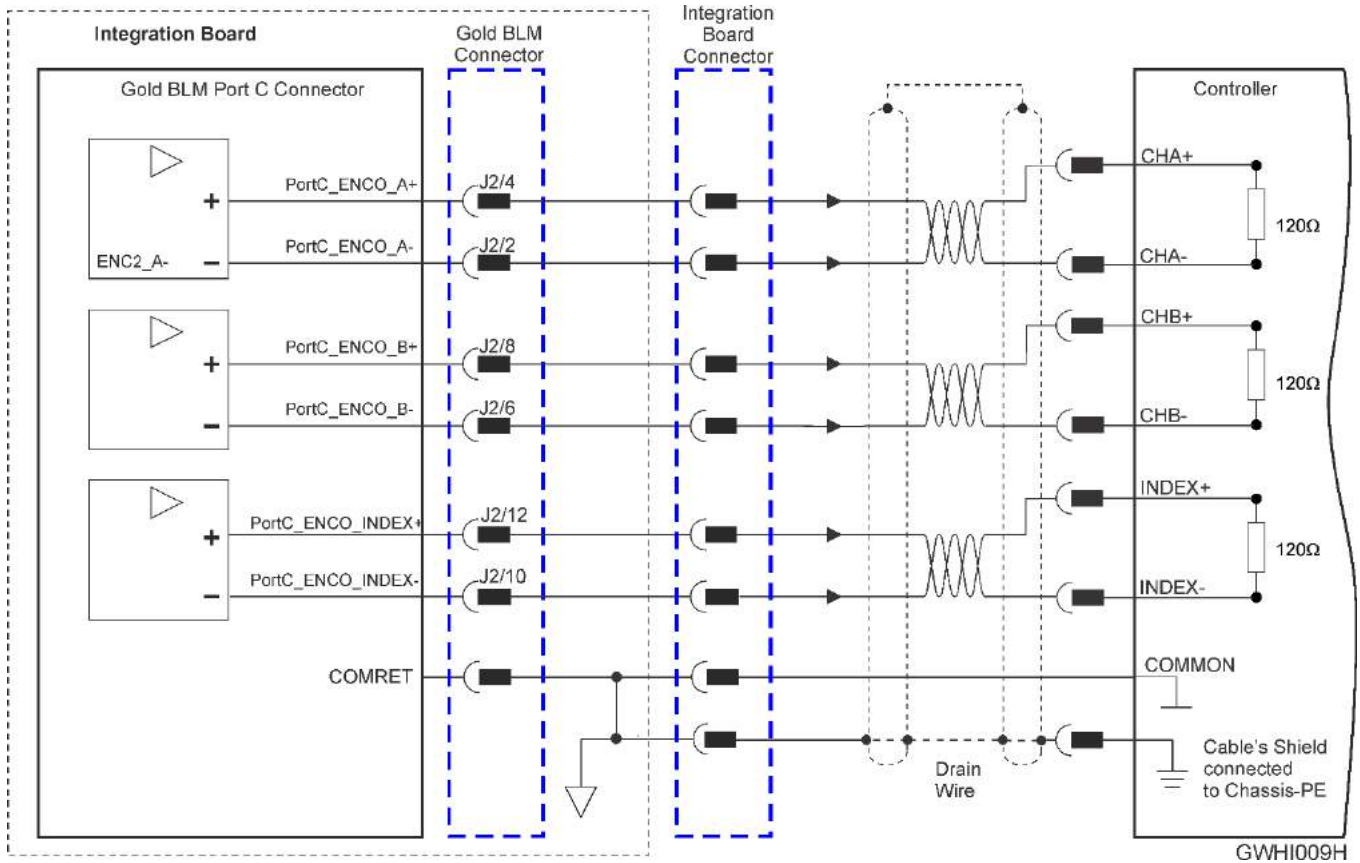 Integration Board
Gold BLM
Connector
Integration
Board
Connector
Gold BLM Port C Connector
Controller
ENC2_A-
+
−
PortC_ENCO_A+
PortC_ENCO_A-
J2/4
J2/2
CHA+
CHA-
120Ω
+
−
PortC_ENCO_B+
PortC_ENCO_B-
J2/8
J2/6
CHB+
CHB-
120Ω
+
−
PortC_ENCO_INDEX+
PortC_ENCO_INDEX-
J2/12
J2/10
INDEX+
INDEX-
120Ω
COMRET
COMMON
Drain
Wire
Cable's Shield
connected
to Chassis-PE
GWHI009H